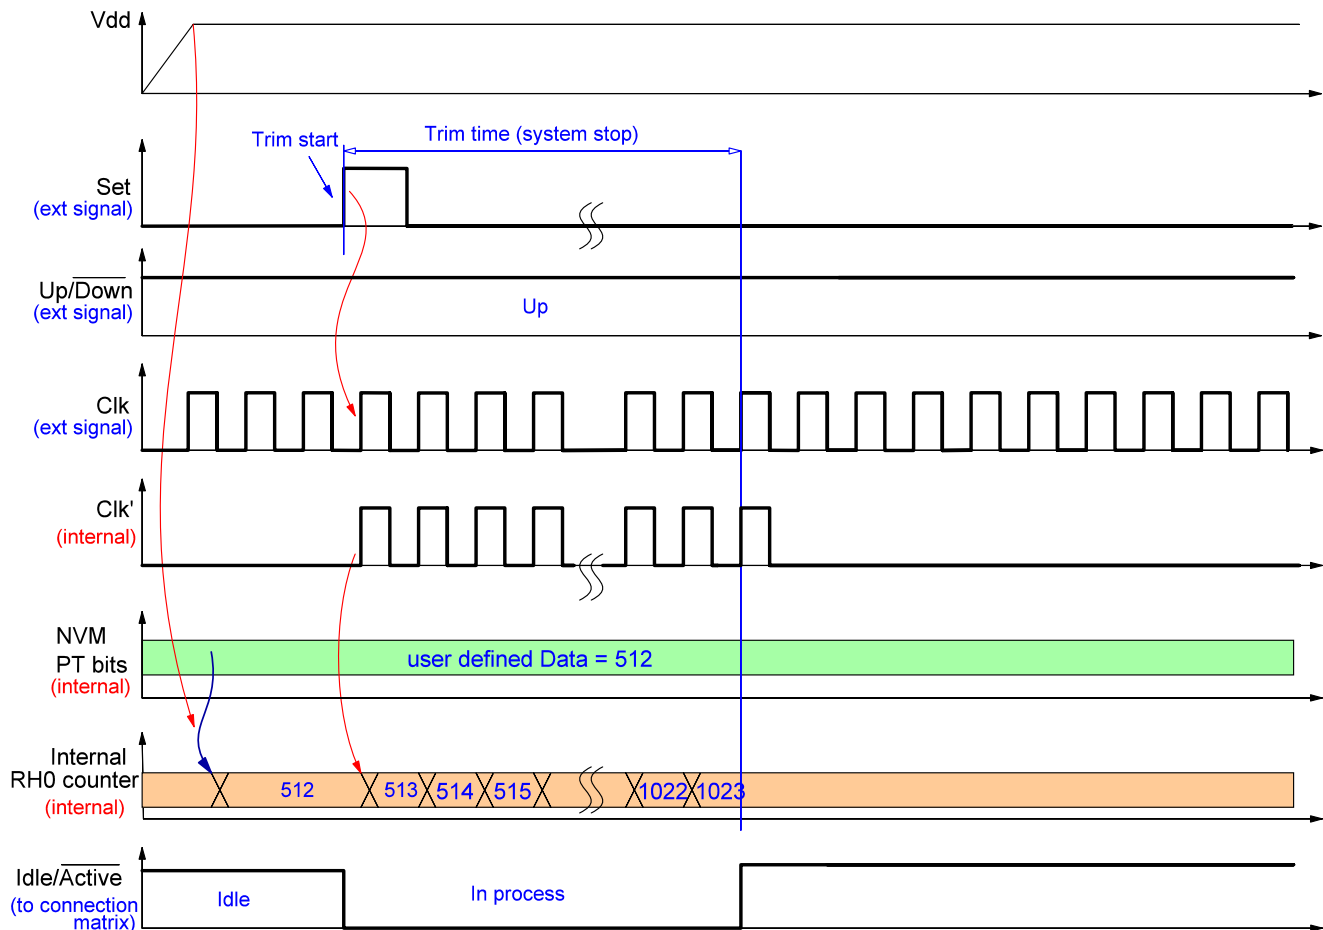 Vdd
Trim start
Trim time (system stop)
Set
(ext signal)
Up/Down
(ext signal)
Up
Clk
(ext signal)
Clk'
(internal)
NVM
PT bits
(internal)
user defined Data = 512
Internal
RH0 counter
(internal)
512
513
514
515
1022
1023
Idle/Active
(to connection
matrix)
Idle
In process